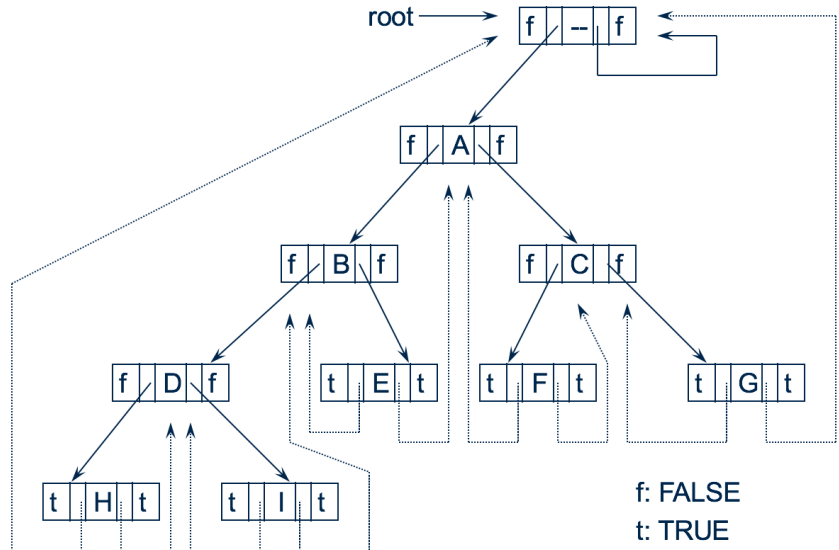 root f -- f
f A f
f B f
f C f
f D f
t E t
t F t
t G t
t H t
t I t
f: FALSE
t: TRUE